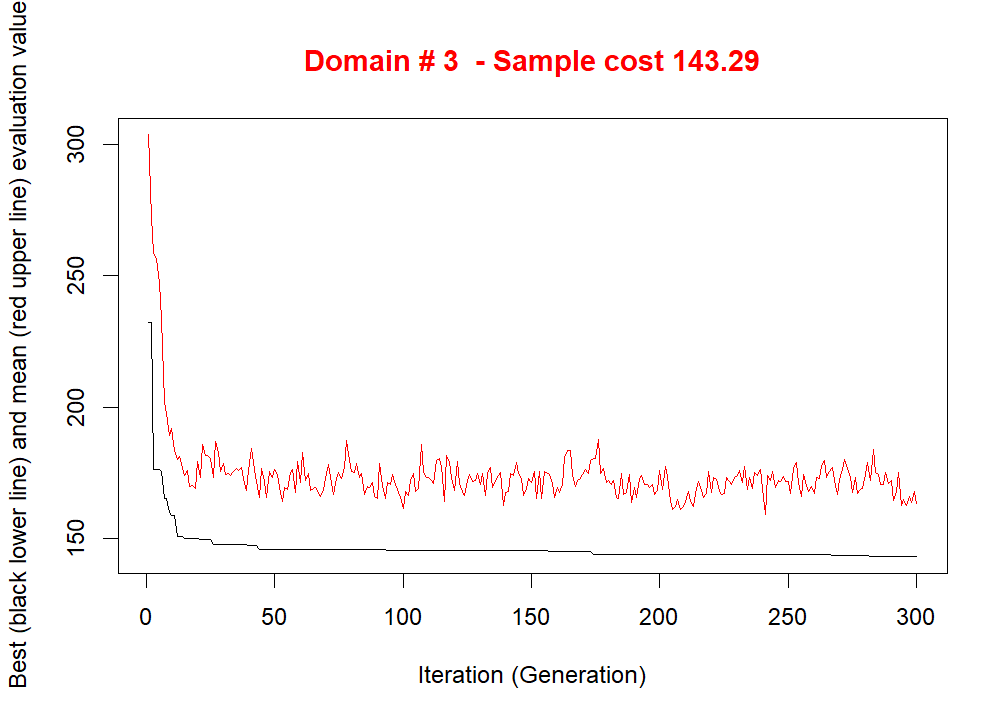 Domain # 3  - Sample cost 143.29
Best (black lower line) and mean (red upper line) evaluation value
300
250
200
150
0 50 100 150 200 250 300
Iteration (Generation)